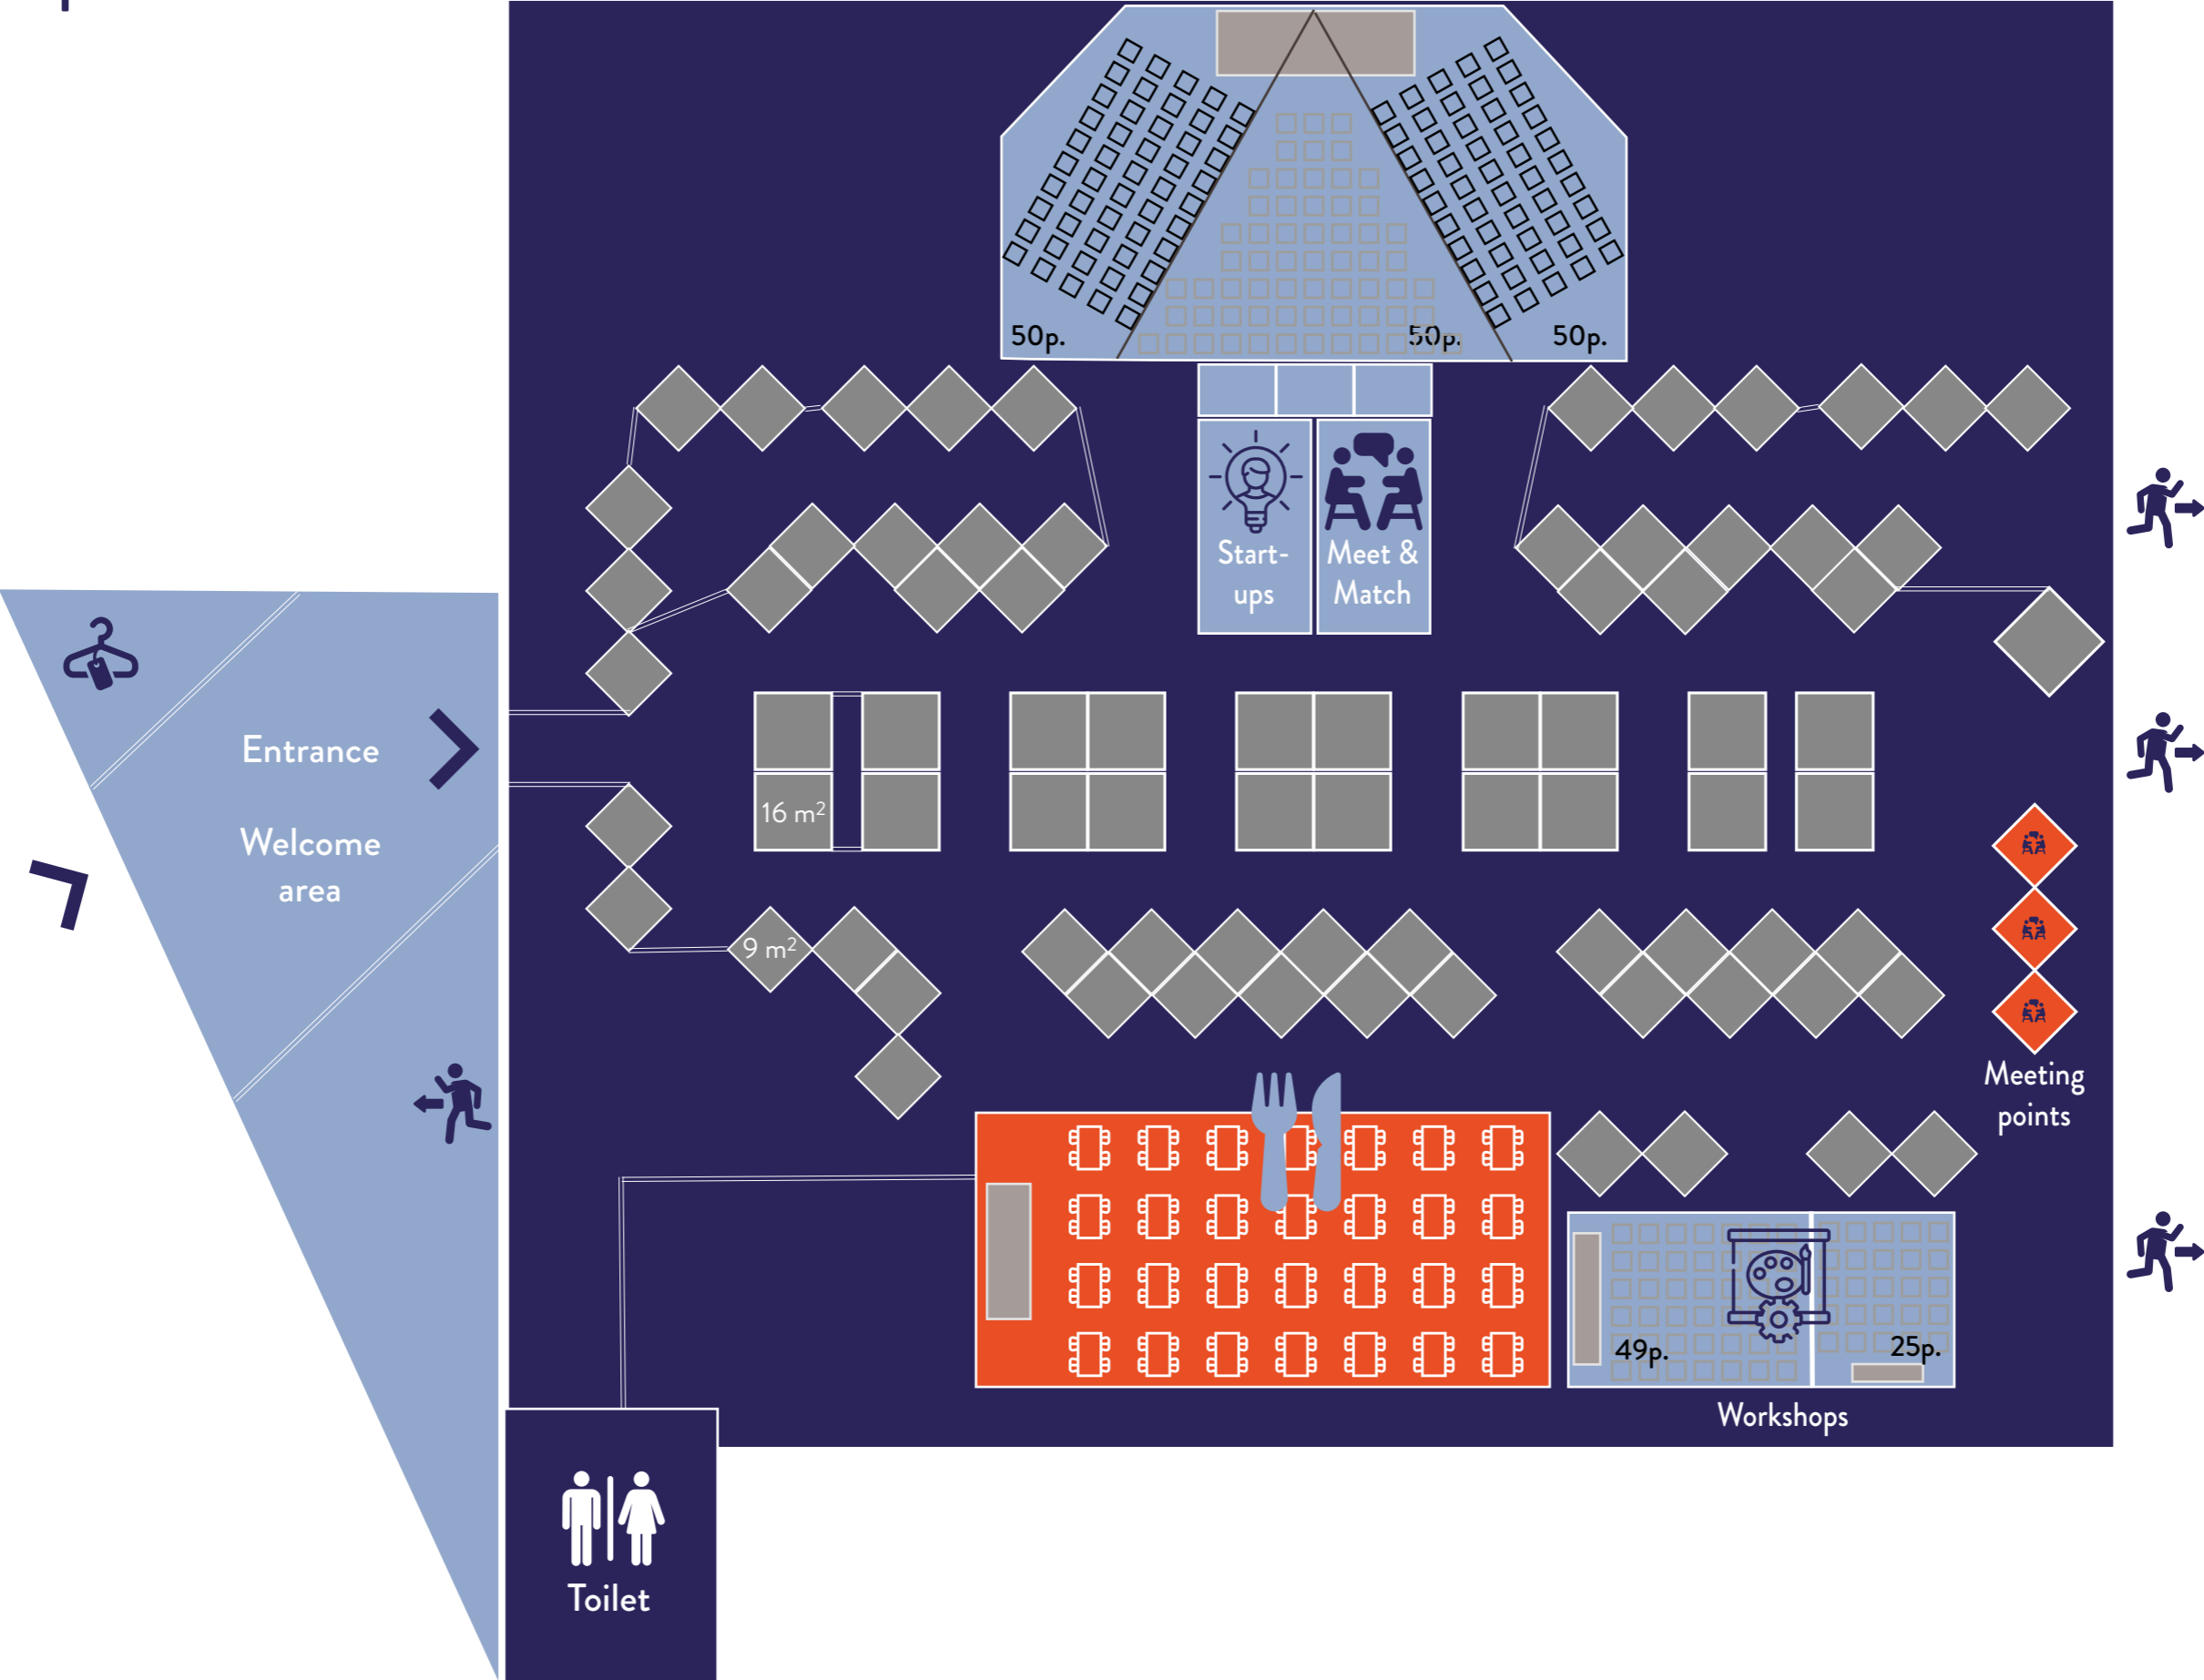 50p.
50p.
50p.
Start-
ups
Meet &
Match
Entrance
16 m²
Welcome
area
9 m²
Meeting
points
49p.
25p.
Workshops
Toilet